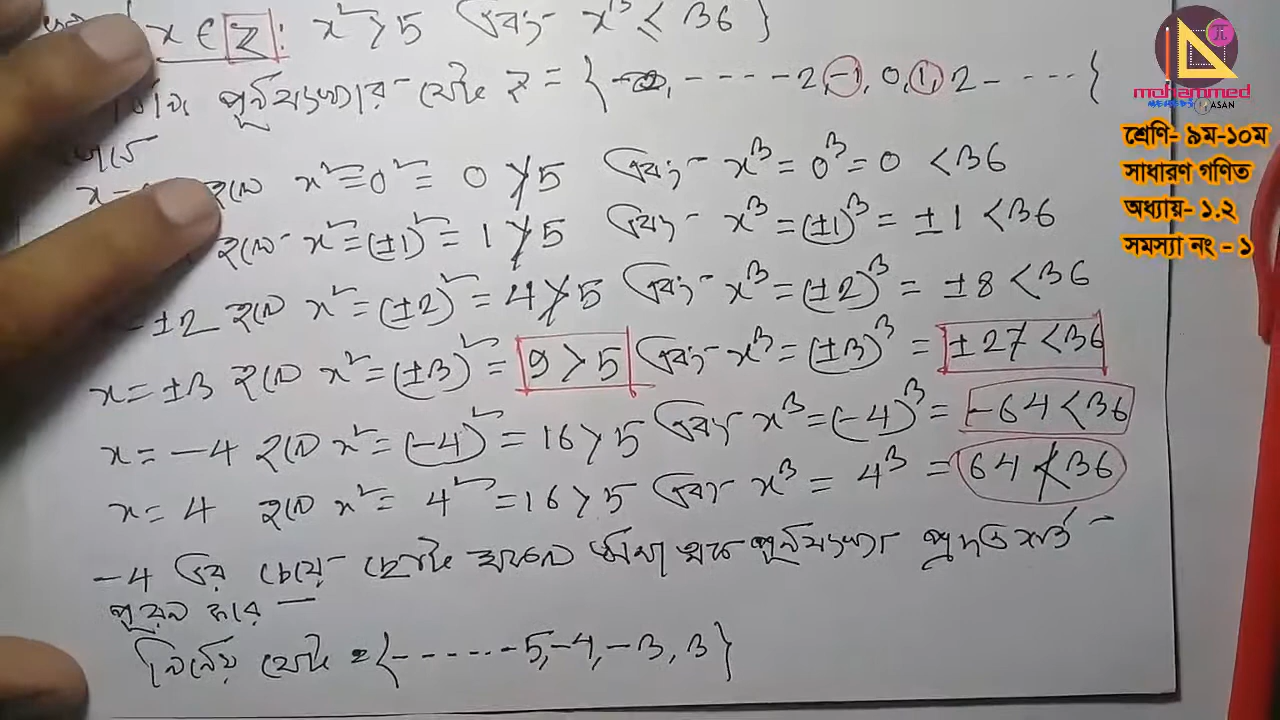 x ∈ Z : x² > 5 এবং x³ < 36 }
পূর্ণসংখ্যার সেট Z = { -∞, - - - - -2, -1, 0, 1, 2 - - - - - }
হলে x² = 0² = 0 ≯ 5 এবং x³ = 0³ = 0 < 36
হলে x² = (±1)² = 1 ≯ 5 এবং x³ = (±1)³ = ±1 < 36
±2 হলে x² = (±2)² = 4 ≯ 5 এবং x³ = (±2)³ = ±8 < 36
x = ±3 হলে x² = (±3)² = 9 > 5 এবং x³ = (±3)³ = ±27 < 36
x = -4 হলে x² = (-4)² = 16 > 5 এবং x³ = (-4)³ = -64 < 36
x = 4 হলে x² = 4² = 16 > 5 এবং x³ = 4³ = 64 ≮ 36
-4 এর চেয়ে ছোট সকল পূর্ণসংখ্যা প্রদত্ত শর্ত
পূরন করে
নির্ণেয় সেট = { - - - - - - -5, -4, -3, 3 }
mohammed
শ্রেণি- ৯ম-১০ম
সাধারণ গণিত
অধ্যায়- ১.২
সমস্যা নং - ১